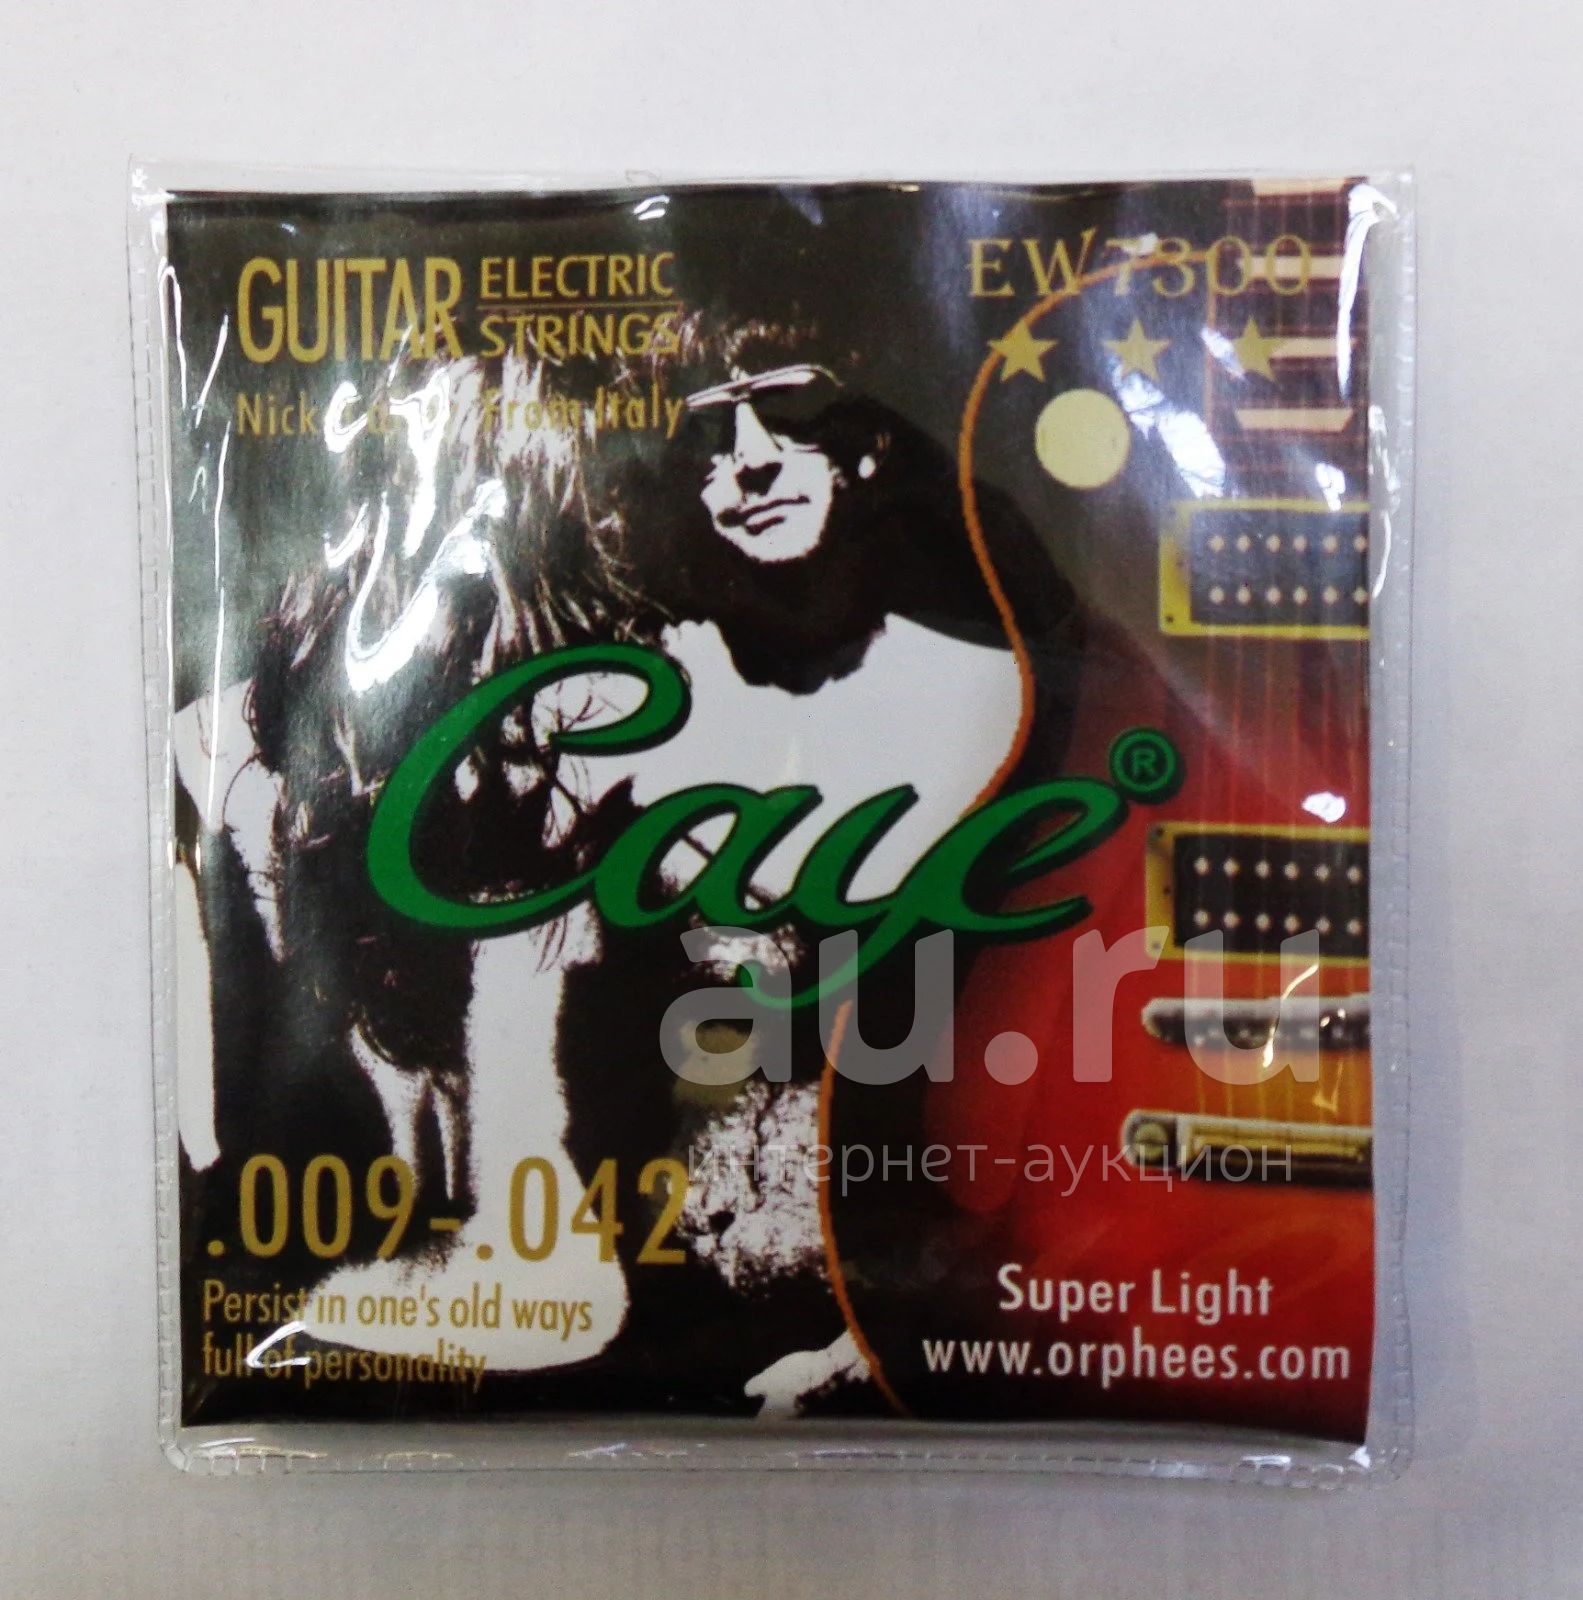 GUITAR ELECTRIC STRINGS
EW7300
Nick From Italy
Caye®
au.ru
интернет-аукцион
.009-.042
Persist in one's old ways
full of personality
Super Light
www.orphees.com